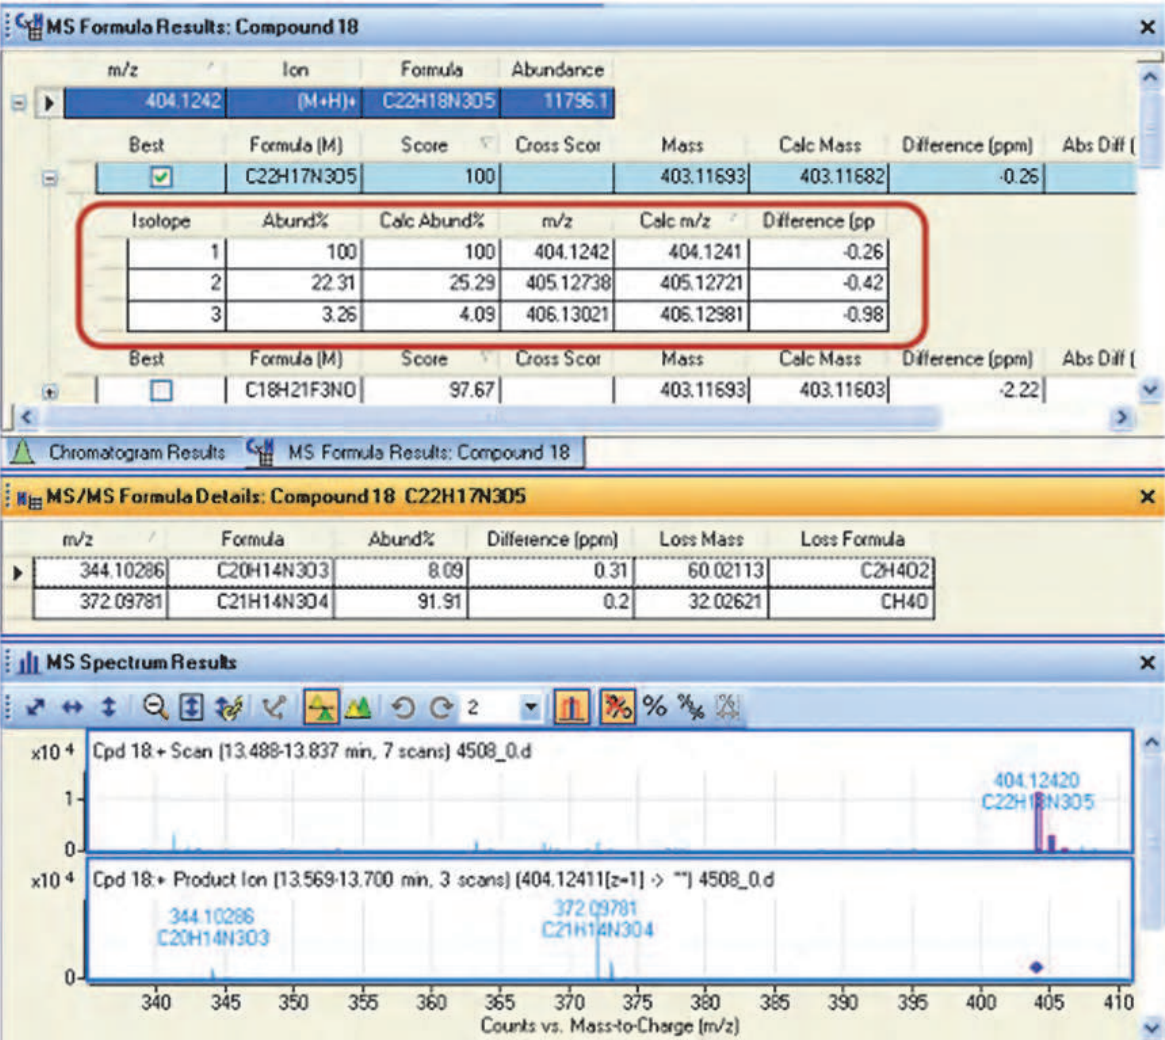 MS Formula Results: Compound 18
m/z Ion Formula Abundance
404.1242 (M+H)+ C22H18N3O5 11796.1
Best Formula (M) Score Cross Scor Mass Calc Mass Difference (ppm) Abs Diff (
C22H17N3O5 100 403.11693 403.11682 -0.26
Isotope Abund% Calc Abund% m/z Calc m/z Difference (pp
1 100 100 404.1242 404.1241 -0.26
2 22.31 25.29 405.12738 405.12721 -0.42
3 3.26 4.09 406.13021 406.12981 -0.98
Best Formula (M) Score Cross Scor Mass Calc Mass Difference (ppm) Abs Diff (
C18H21F3NO 97.67 403.11693 403.11603 -2.22
Chromatogram Results MS Formula Results: Compound 18
MS/MS Formula Details: Compound 18 C22H17N3O5
m/z Formula Abund% Difference (ppm) Loss Mass Loss Formula
344.10286 C20H14N3O3 8.09 0.31 60.02113 C2H4O2
372.09781 C21H14N3O4 91.91 0.2 32.02621 CH4O
MS Spectrum Results
2
x10 4 Cpd 18:+ Scan (13.488-13.837 min, 7 scans) 4508_0.d
404.12420
C22H18N3O5
1
0
x10 4 Cpd 18:+ Product Ion (13.569-13.700 min, 3 scans) (404.12411[z=1] -> "") 4508_0.d
344.10286 372.09781
C20H14N3O3 C21H14N3O4
0
340 345 350 355 360 365 370 375 380 385 390 395 400 405 410
Counts vs. Mass-to-Charge (m/z)